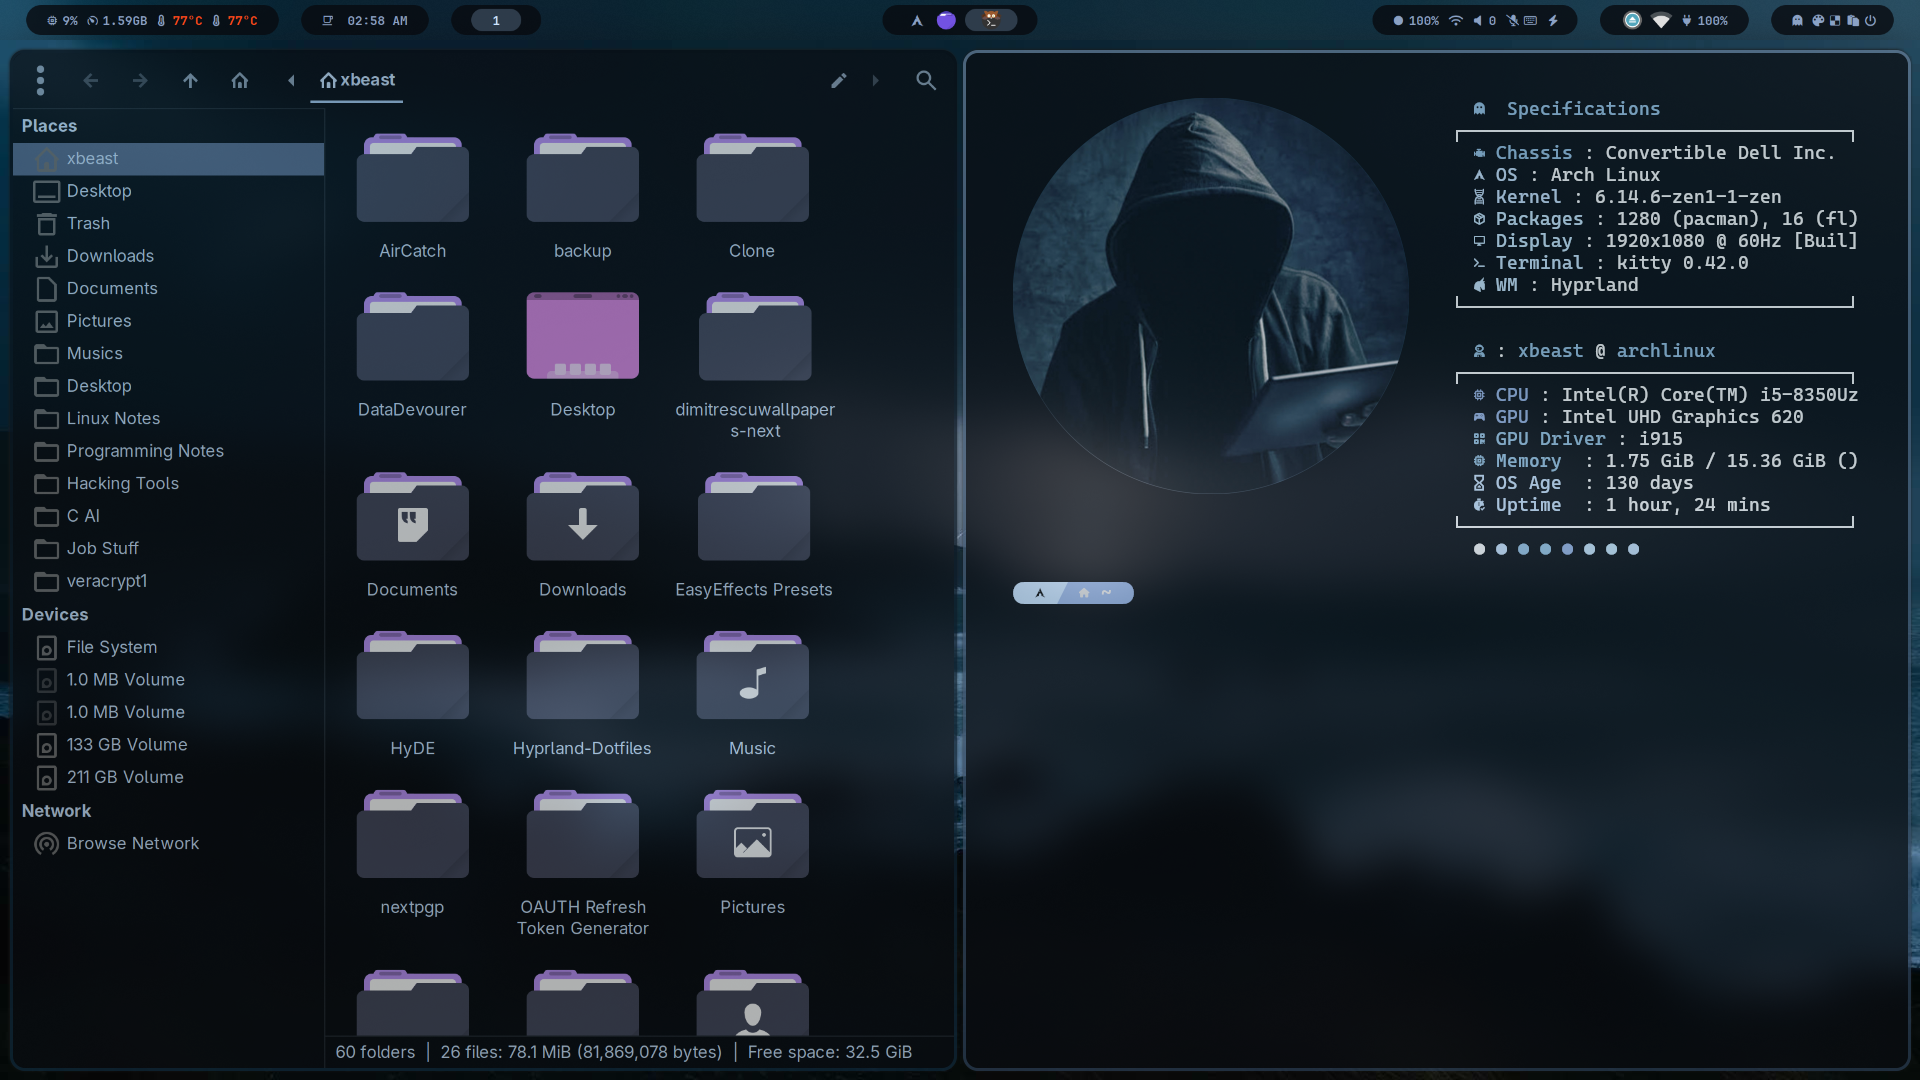 9% 1.59GB 77°C 77°C
02:58 AM
1
100% 0
100%
xbeast
Places
xbeast
Desktop
Trash
Downloads
Documents
Pictures
Musics
Desktop
Linux Notes
Programming Notes
Hacking Tools
C AI
Job Stuff
veracrypt1
Devices
File System
1.0 MB Volume
1.0 MB Volume
133 GB Volume
211 GB Volume
Network
Browse Network
AirCatch
backup
Clone
DataDevourer
Desktop
dimitrescuwallpaper
s-next
Documents
Downloads
EasyEffects Presets
HyDE
Hyprland-Dotfiles
Music
nextpgp
OAUTH Refresh
Token Generator
Pictures
60 folders | 26 files: 78.1 MiB (81,869,078 bytes) | Free space: 32.5 GiB
Specifications
Chassis : Convertible Dell Inc.
OS : Arch Linux
Kernel : 6.14.6-zen1-1-zen
Packages : 1280 (pacman), 16 (fl)
Display : 1920x1080 @ 60Hz [Buil]
Terminal : kitty 0.42.0
WM : Hyprland
: xbeast @ archlinux
CPU : Intel(R) Core(TM) i5-8350Uz
GPU : Intel UHD Graphics 620
GPU Driver : i915
Memory : 1.75 GiB / 15.36 GiB ()
OS Age : 130 days
Uptime : 1 hour, 24 mins
~